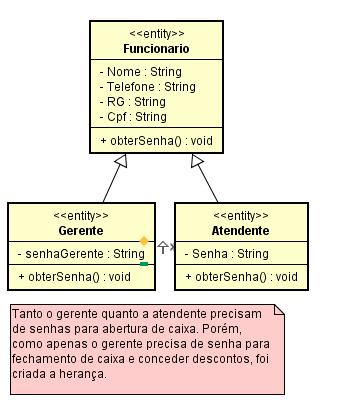 <<entity>>
Funcionario
- Nome : String
- Telefone : String
- RG : String
- Cpf : String
+ obterSenha() : void
<<entity>>
Gerente
- senhaGerente : String
+ obterSenha() : void
<<entity>>
Atendente
- Senha : String
+ obterSenha() : void
Tanto o gerente quanto a atendente precisam
de senhas para abertura de caixa. Porém,
como apenas o gerente precisa de senha para
fechamento de caixa e conceder descontos, foi
criada a herança.